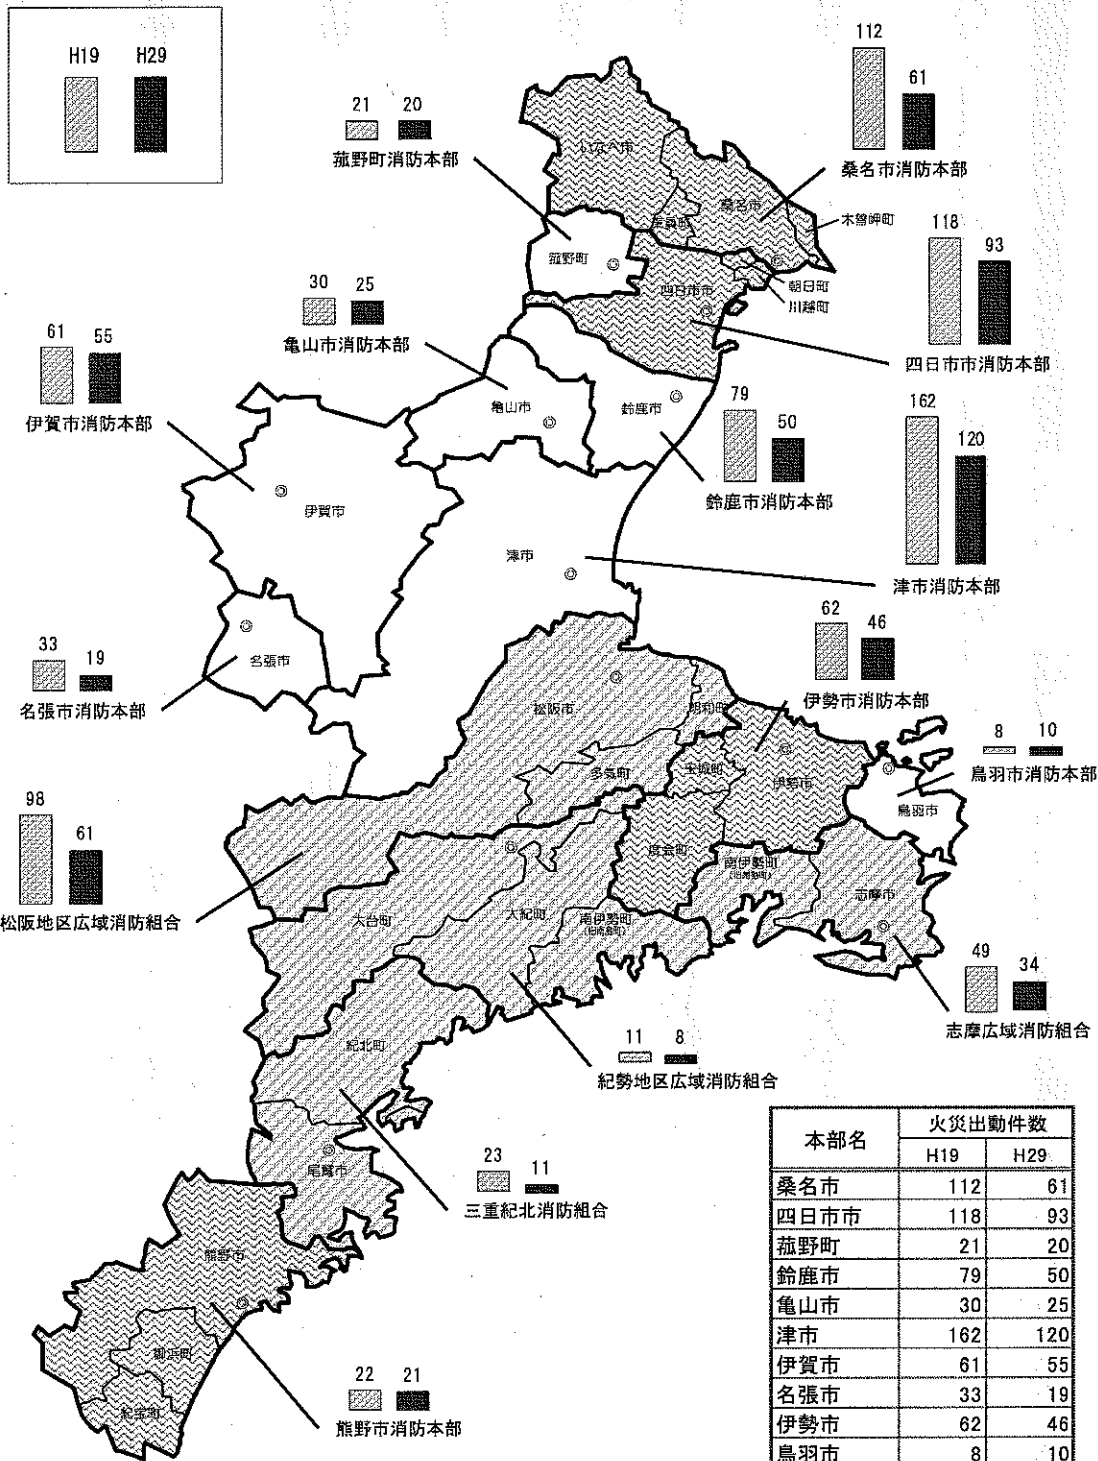 H19 H29
112 61
桑名市消防本部
21 20
菰野町消防本部
いなべ市
桑名市
東員町
木曽岬町
118 93
四日市市消防本部
菰野町
朝日町
川越町
四日市市
30 25
亀山市消防本部
61 55
伊賀市消防本部
亀山市
鈴鹿市
79 50
鈴鹿市消防本部
162 120
津市消防本部
伊賀市
津市
62 46
伊勢市消防本部
33 19
名張市消防本部
名張市
松阪市
明和町
8 10
鳥羽市消防本部
多気町
玉城町
伊勢市
鳥羽市
98 61
松阪地区広域消防組合
度会町
南伊勢町
志摩市
大台町
大紀町
南伊勢町
(旧南島町)
49 34
志摩広域消防組合
11 8
紀勢地区広域消防組合
紀北町
尾鷲市
23 11
三重紀北消防組合
熊野市
御浜町
紀宝町
22 21
熊野市消防本部
本部名 火災出動件数
H19 H29
桑名市 112 61
四日市市 118 93
菰野町 21 20
鈴鹿市 79 50
亀山市 30 25
津市 162 120
伊賀市 61 55
名張市 33 19
伊勢市 62 46
鳥羽市 8 10